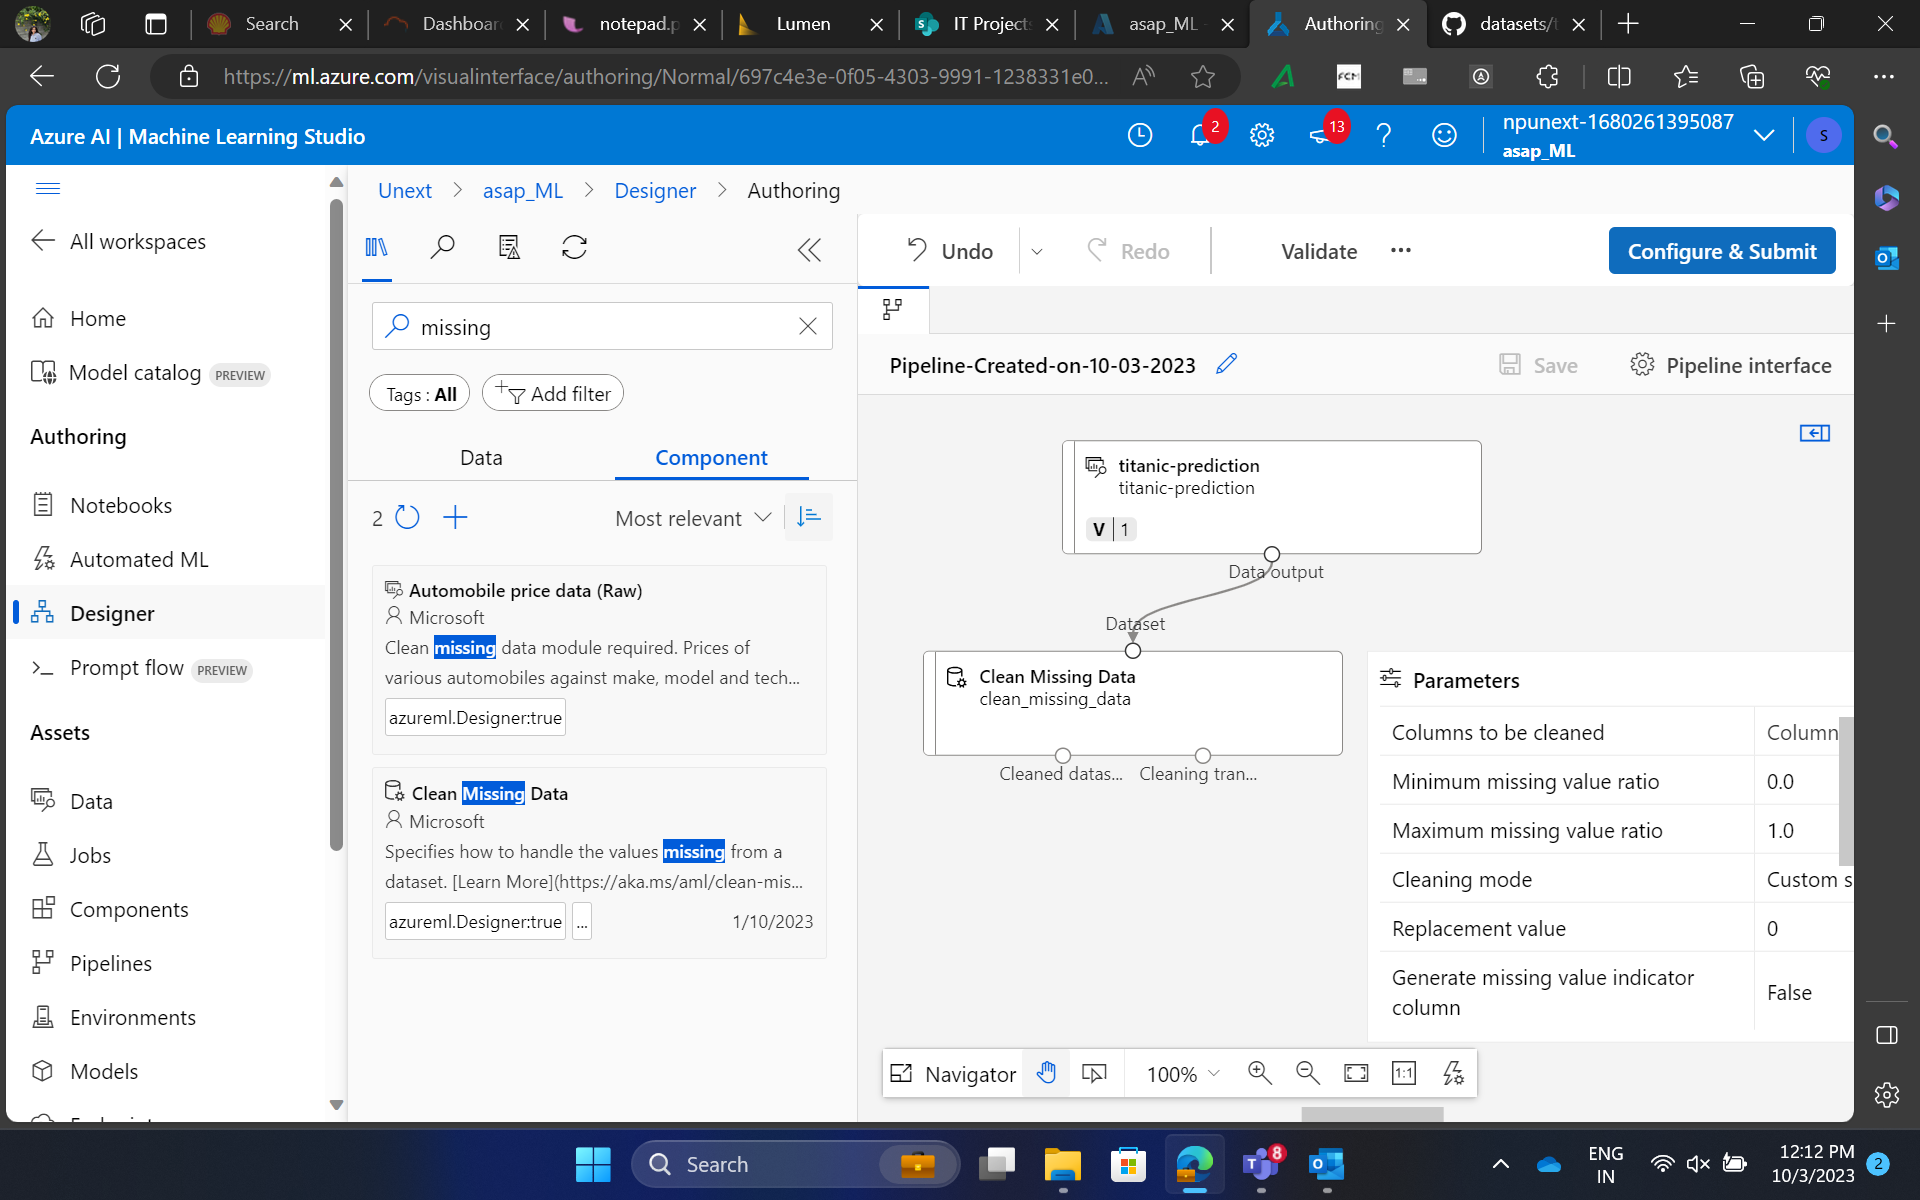 Search
Dashboar
notepad.p
Lumen
IT Projects
asap_ML -
Authoring
datasets/t
https://ml.azure.com/visualinterface/authoring/Normal/697c4e3e-0f05-4303-9991-1238331e0...
Azure AI | Machine Learning Studio
2
13
npunext-1680261395087
asap_ML
S
Unext > asap_ML > Designer > Authoring
All workspaces
Home
Model catalog PREVIEW
Authoring
Notebooks
Automated ML
Designer
Prompt flow PREVIEW
Assets
Data
Jobs
Components
Pipelines
Environments
Models
missing
Tags : All
Add filter
Data
Component
2
Most relevant
Automobile price data (Raw)
Microsoft
Clean missing data module required. Prices of
various automobiles against make, model and tech...
azureml.Designer:true
Clean Missing Data
Microsoft
Specifies how to handle the values missing from a
dataset. [Learn More](https://aka.ms/aml/clean-mis...
azureml.Designer:true
...
1/10/2023
Undo
Redo
Validate
Configure & Submit
Pipeline-Created-on-10-03-2023
Save
Pipeline interface
titanic-prediction
titanic-prediction
V 1
Data output
Dataset
Clean Missing Data
clean_missing_data
Cleaned datas...
Cleaning tran...
Parameters
Columns to be cleaned
Column
Minimum missing value ratio
0.0
Maximum missing value ratio
1.0
Cleaning mode
Custom s
Replacement value
0
Generate missing value indicator
column
False
Navigator
100%
1:1
Search
8
ENG
IN
12:12 PM
10/3/2023
2